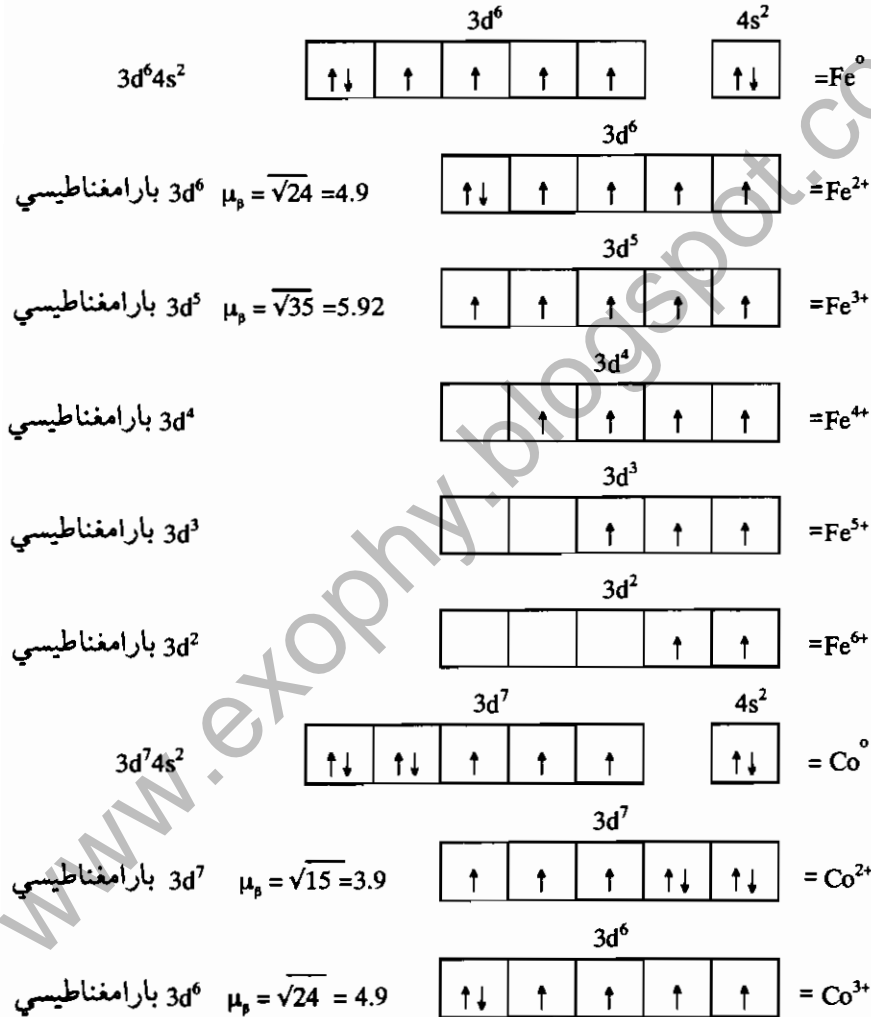 3d⁶ 4s²
3d⁶4s² ↑↓ ↑ ↑ ↑ ↑ ↑↓ =Fe°
3d⁶
بارامغناطيسي 3d⁶ μᵦ = √24 =4.9 ↑↓ ↑ ↑ ↑ ↑ =Fe²⁺
3d⁵
بارامغناطيسي 3d⁵ μᵦ = √35 =5.92 ↑ ↑ ↑ ↑ ↑ =Fe³⁺
3d⁴
بارامغناطيسي 3d⁴ ↑ ↑ ↑ ↑ =Fe⁴⁺
3d³
بارامغناطيسي 3d³ ↑ ↑ ↑ =Fe⁵⁺
3d²
بارامغناطيسي 3d² ↑ ↑ =Fe⁶⁺
3d⁷ 4s²
3d⁷4s² ↑↓ ↑↓ ↑ ↑ ↑ ↑↓ = Co°
3d⁷
بارامغناطيسي 3d⁷ μᵦ = √15 =3.9 ↑ ↑ ↑ ↑↓ ↑↓ = Co²⁺
3d⁶
بارامغناطيسي 3d⁶ μᵦ = √24 = 4.9 ↑↓ ↑ ↑ ↑ ↑ = Co³⁺
www.exophy.blogspot.co